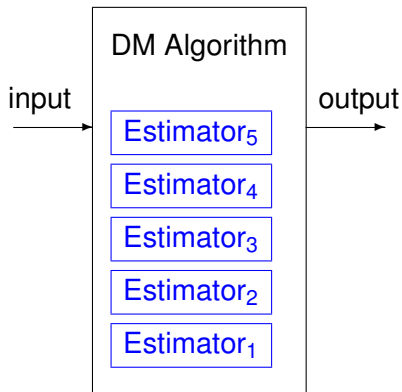 DM Algorithm
input
output
Estimator₅
Estimator₄
Estimator₃
Estimator₂
Estimator₁